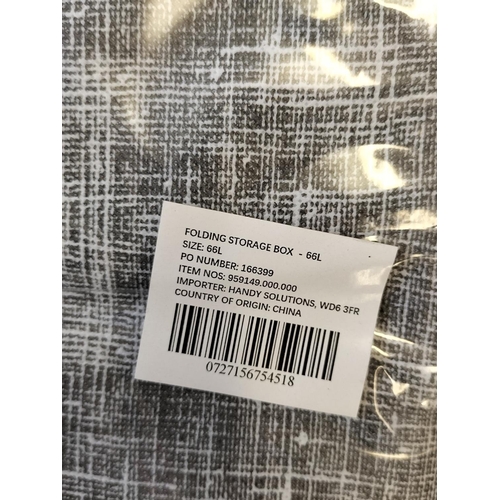 FOLDING STORAGE BOX - 66L
SIZE: 66L
PO NUMBER: 166399
ITEM NOS: 959149.000.000
IMPORTER: HANDY SOLUTIONS, WD6 3FR
COUNTRY OF ORIGIN: CHINA
0727156754518